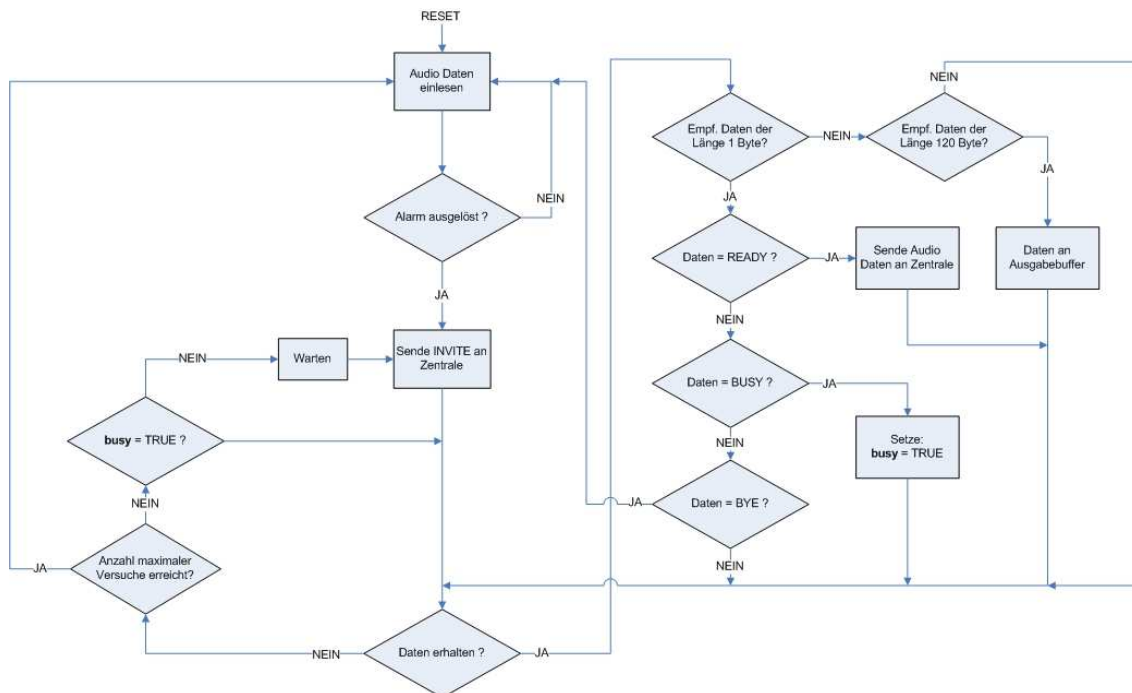 RESET
Audio Daten
einlesen
Alarm ausgelöst ?
NEIN
JA
Sende INVITE an
Zentrale
Warten
NEIN
busy = TRUE ?
NEIN
Anzahl maximaler
Versuche erreicht?
JA
NEIN
Daten erhalten ?
JA
Empf. Daten der
Länge 1 Byte?
NEIN
Empf. Daten der
Länge 120 Byte?
NEIN
JA
Daten an
Ausgabebuffer
JA
Daten = READY ?
JA
Sende Audio
Daten an Zentrale
NEIN
Daten = BUSY ?
JA
Setze:
busy = TRUE
NEIN
Daten = BYE ?
JA
NEIN